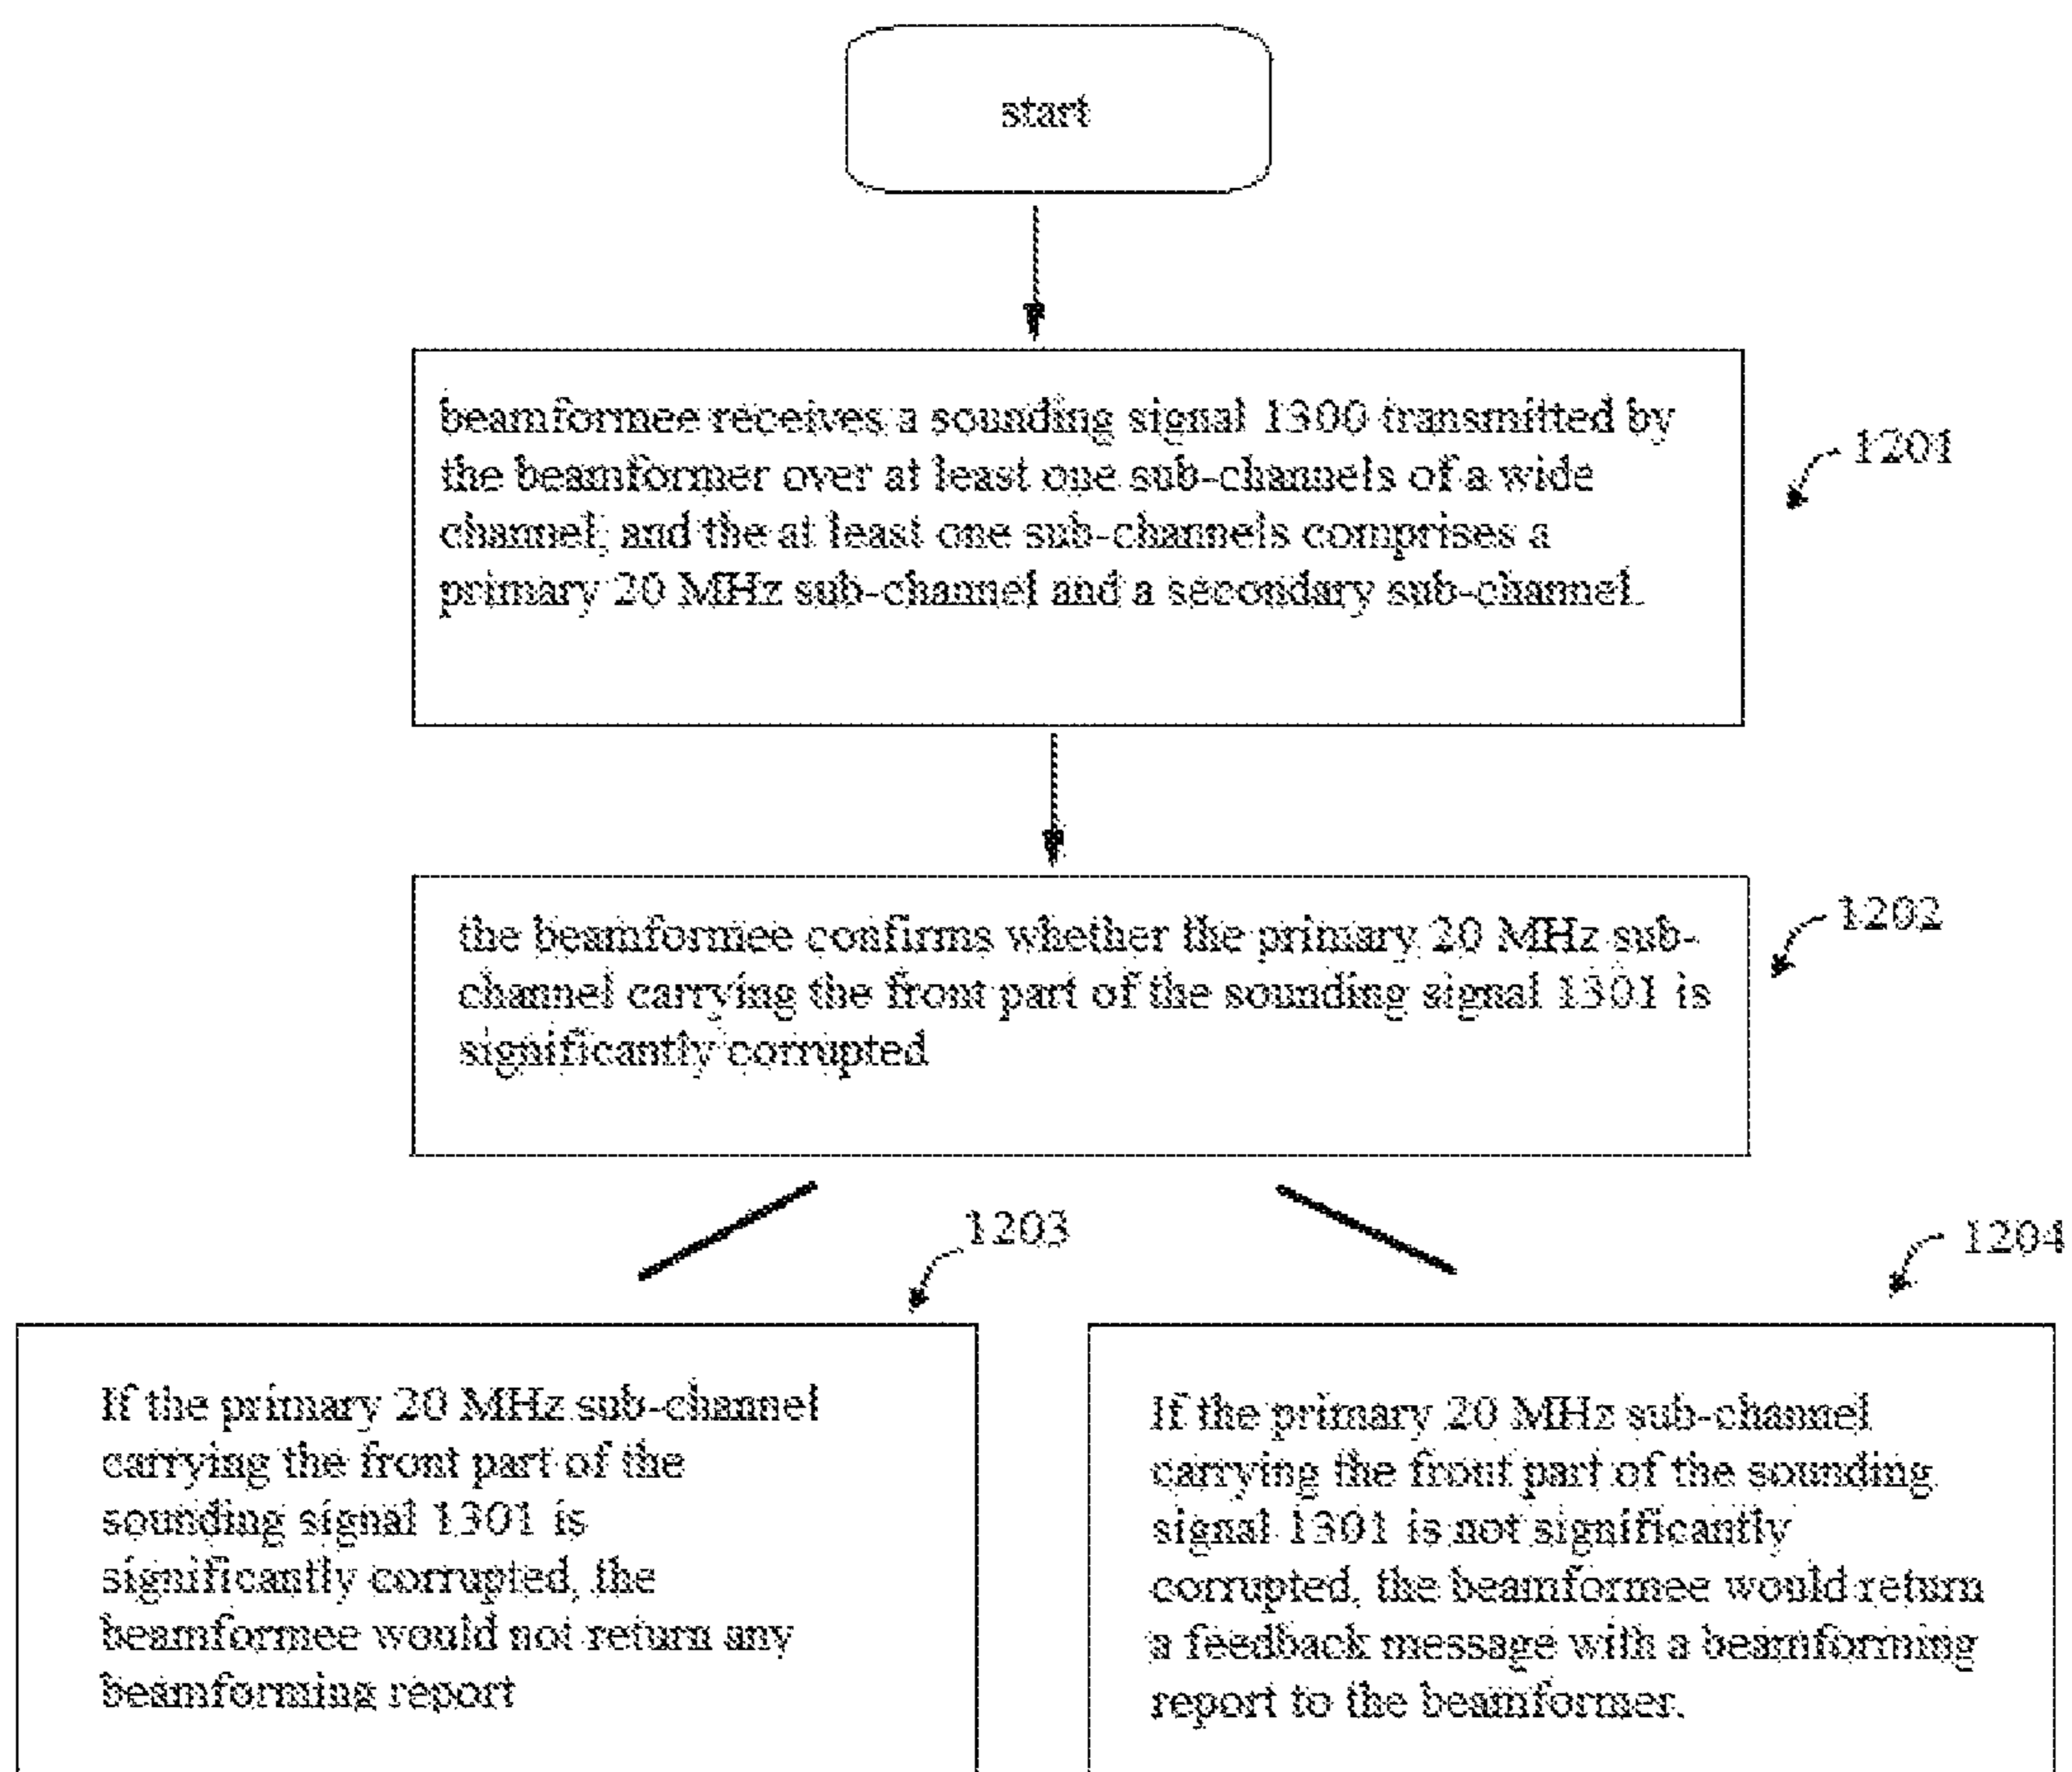 start
beamformee receives a sounding signal 1300 transmitted by
the beamformer over at least one sub-channels of a wide
channel, and the at least one sub-channels comprises a
primary 20 MHz sub-channel and a secondary sub-channel.
1201
the beamformee confirms whether the primary 20 MHz sub-
channel carrying the front part of the sounding signal 1301 is
significantly corrupted
1202
1203
If the primary 20 MHz sub-channel
carrying the front part of the
sounding signal 1301 is
significantly corrupted, the
beamformee would not return any
beamforming report
1204
If the primary 20 MHz sub-channel
carrying the front part of the sounding
signal 1301 is not significantly
corrupted, the beamformee would return
a feedback message with a beamforming
report to the beamformer.